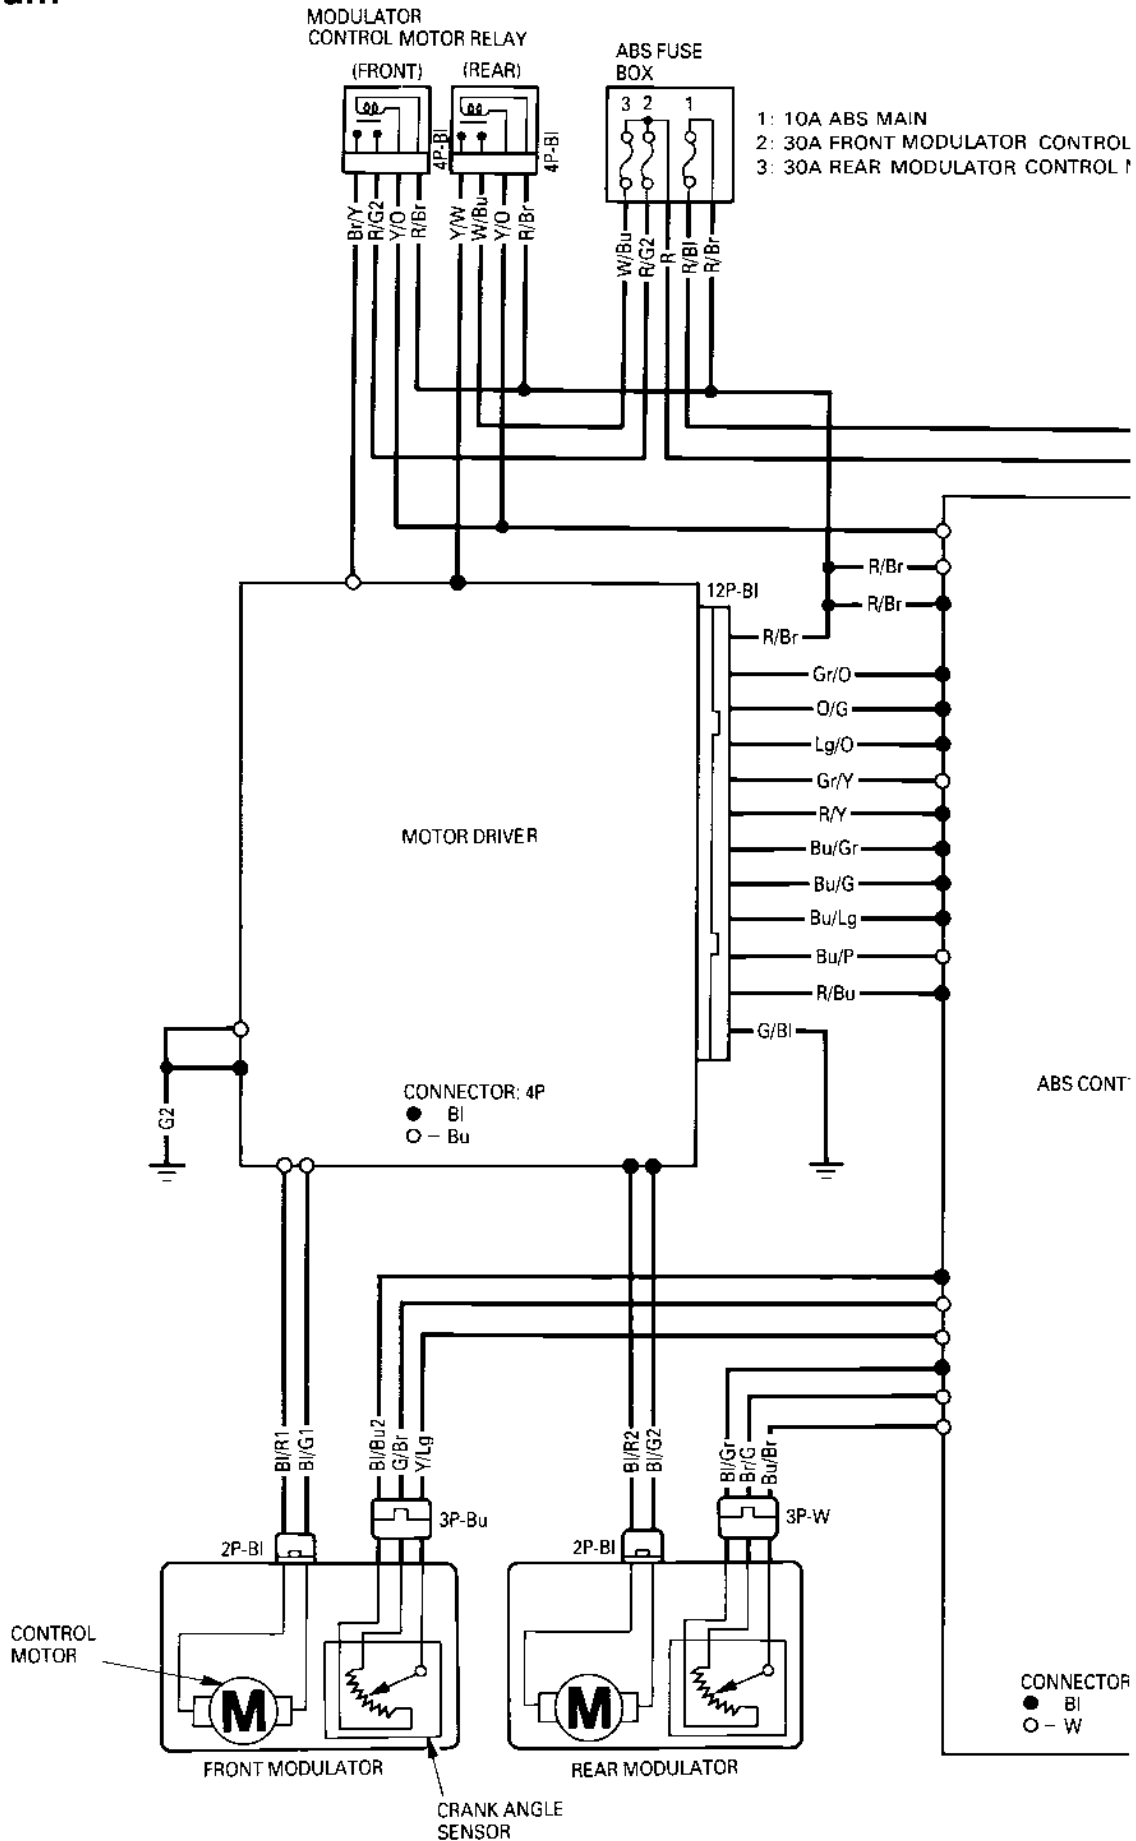 MODULATOR
CONTROL MOTOR RELAY
(FRONT) (REAR)
ABS FUSE
BOX
3 2 1
1: 10A ABS MAIN
2: 30A FRONT MODULATOR CONTROL
3: 30A REAR MODULATOR CONTROL
4P-Bl
4P-Bl
Br/Y
R/G2
Y/O
R/Br
Y/W
W/Bu
Y/O
R/Br
W/Bu
R/G2
R
R/Bl
R/Br
R/Br
R/Br
12P-Bl
R/Br
Gr/O
O/G
Lg/O
Gr/Y
R/Y
MOTOR DRIVER
Bu/Gr
Bu/G
Bu/Lg
Bu/P
R/Bu
G/Bl
G2
CONNECTOR: 4P
● Bl
○ – Bu
ABS CONT
Bl/R1
Bl/G1
Bl/Bu2
G/Br
Y/Lg
Bl/R2
Bl/G2
Bl/Gr
Br/G
Bu/Br
2P-Bl
3P-Bu
2P-Bl
3P-W
CONTROL
MOTOR
M
M
CONNECTOR
● Bl
○ – W
FRONT MODULATOR
REAR MODULATOR
CRANK ANGLE
SENSOR